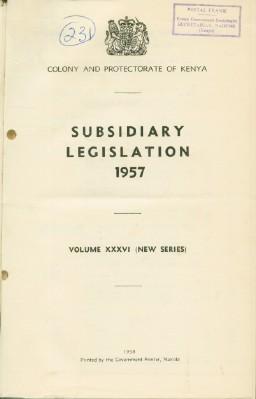 231
COLONY AND PROTECTORATE OF KENYA
SUBSIDIARY
LEGISLATION
1957
VOLUME XXXVI (NEW SERIES)
1958
Printed by the Government Printer, Nairobi